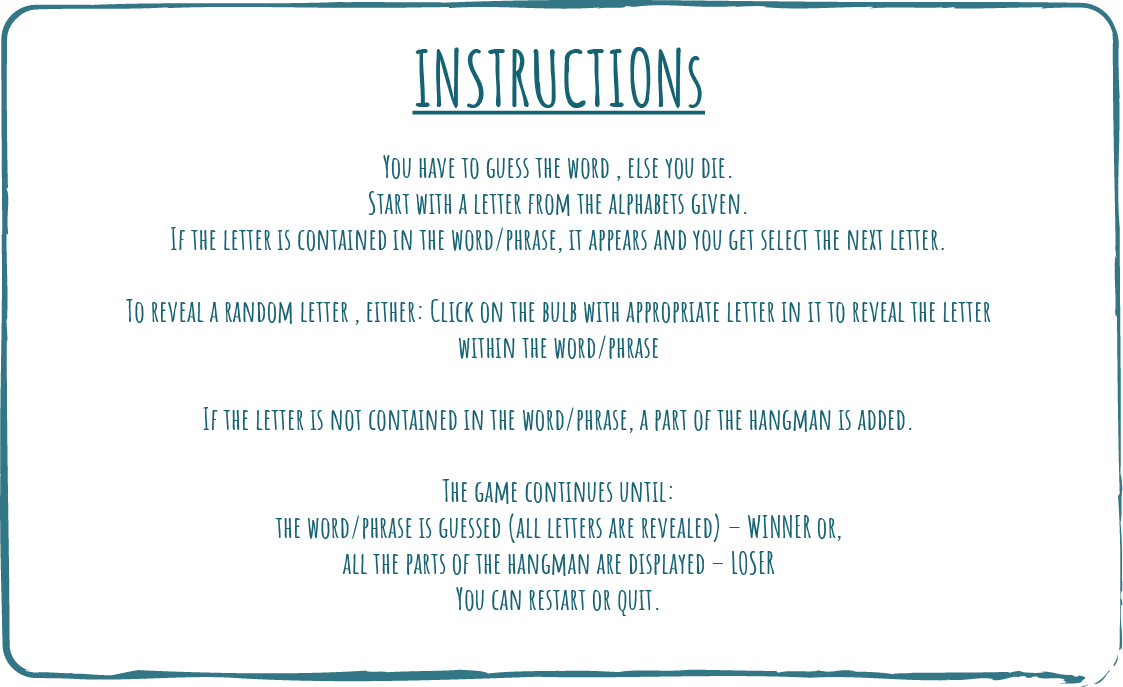 INSTRUCTIONs
You have to guess the word , else you die.
Start with a letter from the alphabets given.
If the letter is contained in the word/phrase, it appears and you get select the next letter.
To reveal a random letter , either: Click on the bulb with appropriate letter in it to reveal the letter
within the word/phrase
If the letter is not contained in the word/phrase, a part of the hangman is added.
The game continues until:
the word/phrase is guessed (all letters are revealed) – WINNER or,
all the parts of the hangman are displayed – LOSER
You can restart or quit.